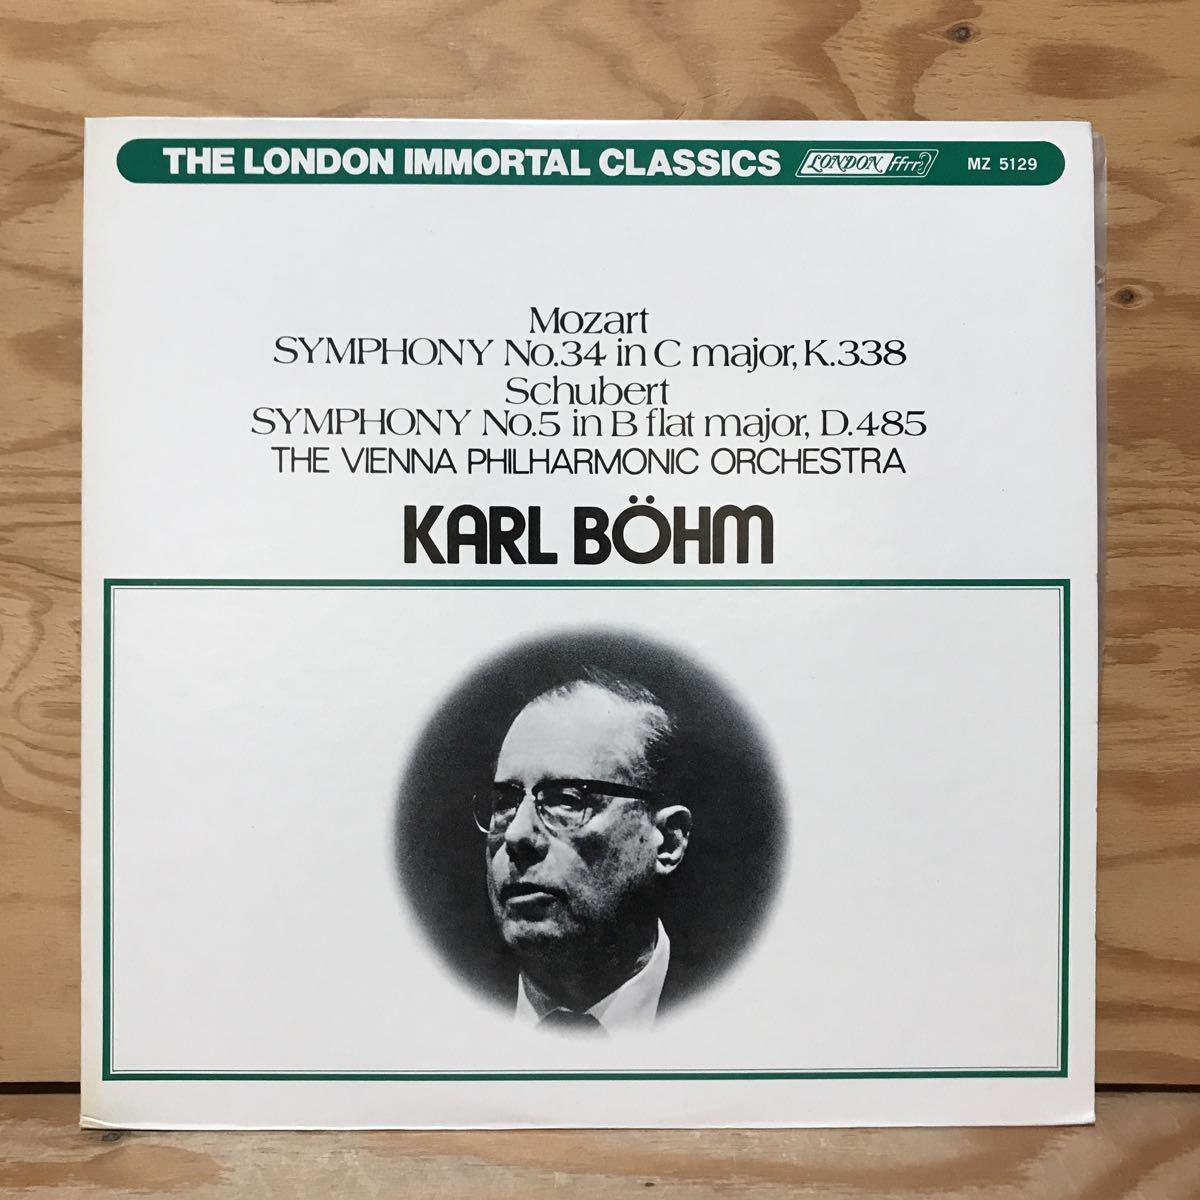 THE LONDON IMMORTAL CLASSICS LONDON ffrr MZ 5129
Mozart
SYMPHONY No.34 in C major, K.338
Schubert
SYMPHONY No.5 in B flat major, D.485
THE VIENNA PHILHARMONIC ORCHESTRA
KARL BÖHM